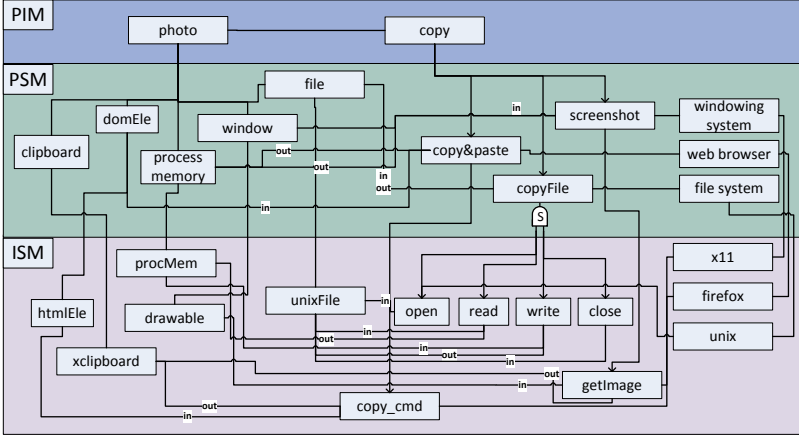 PIM
photo
copy
PSM
file
in
domEle
window
screenshot
windowing
system
clipboard
process
memory
out
out
copy&paste
web browser
in
out
copyFile
file system
in
S
ISM
procMem
x11
htmlEle
drawable
unixFile
in
open
read
write
close
firefox
in
out
in
out
in
unix
xclipboard
out
in
getImage
out
in
copy_cmd